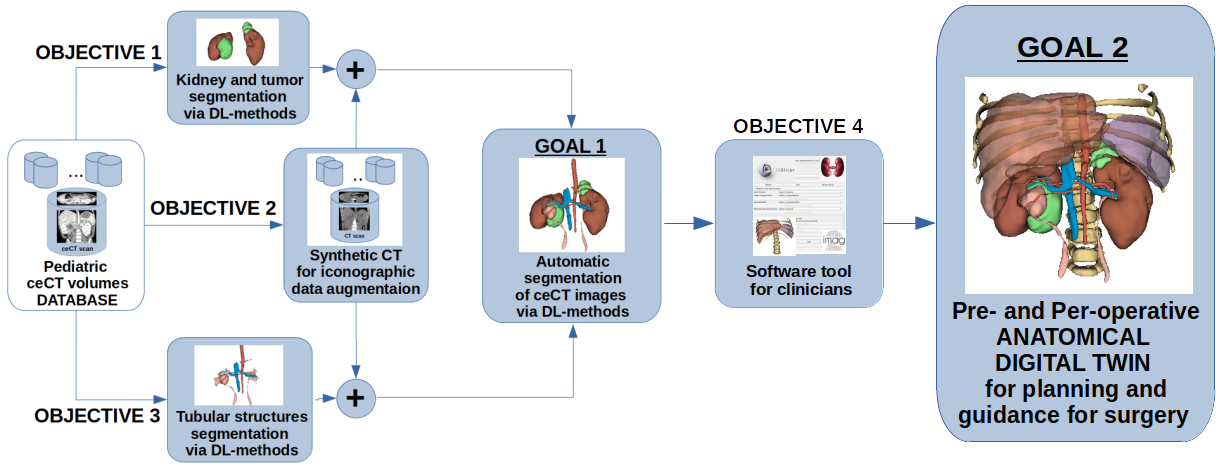 OBJECTIVE 1
Kidney and tumor
segmentation
via DL-methods
+
...
ceCT scan
Pediatric
ceCT volumes
DATABASE
OBJECTIVE 2
..
CT scan
Synthetic CT
for iconographic
data augmentaion
OBJECTIVE 3
Tubular structures
segmentation
via DL-methods
+
GOAL 1
Automatic
segmentation
of ceCT images
via DL-methods
OBJECTIVE 4
3DSlicer
imag
Software tool
for clinicians
GOAL 2
Pre- and Per-operative
ANATOMICAL
DIGITAL TWIN
for planning and
guidance for surgery